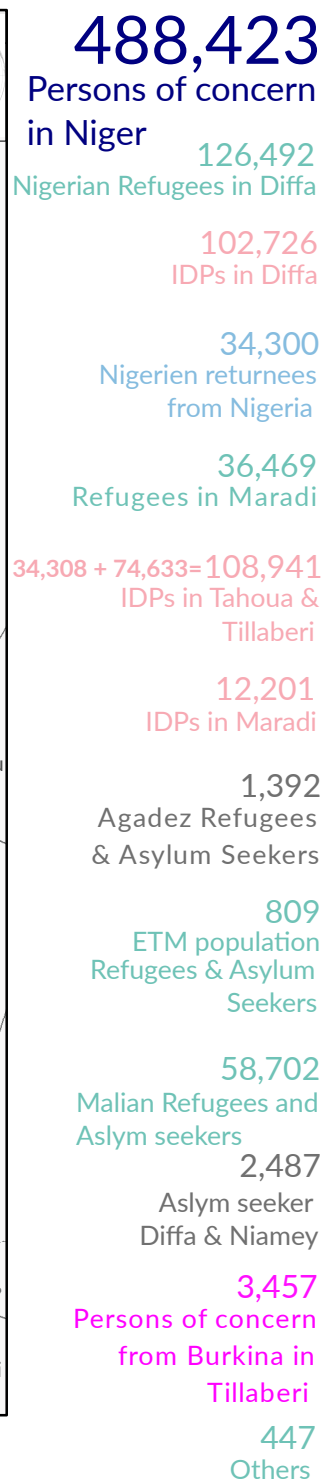 488,423
Persons of concern
in Niger
126,492
Nigerian Refugees in Diffa
102,726
IDPs in Diffa
34,300
Nigerien returnees
from Nigeria
36,469
Refugees in Maradi
34,308 + 74,633=108,941
IDPs in Tahoua &
Tillaberi
12,201
IDPs in Maradi
1,392
Agadez Refugees
& Asylum Seekers
809
ETM population
Refugees & Asylum
Seekers
58,702
Malian Refugees and
Aslym seekers
2,487
Aslym seeker
Diffa & Niamey
3,457
Persons of concern
from Burkina in
Tillaberi
447
Others